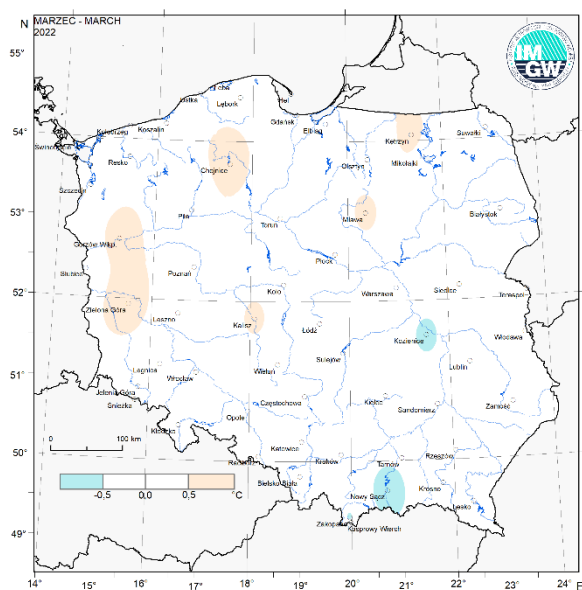 N
MARZEC - MARCH
2022
IMGW
55°
Łeba
Ustka
Lębork
Hel
Gdańsk
Elbląg
Kołobrzeg
Koszalin
54°
Kętrzyn
Suwałki
Świnoujście
Resko
Chojnice
Olsztyn
Mikołajki
Szczecin
53°
Piła
Toruń
Mława
Białystok
Gorzów Wlkp.
Płock
Słubice
Poznań
52°
Koło
Warszawa
Siedlce
Terespol
Zielona Góra
Leszno
Kalisz
Łódź
Kozienice
Włodawa
51°
Legnica
Wrocław
Wieluń
Sulejów
Lublin
Jelenia Góra
Śnieżka
Częstochowa
Kielce
Sandomierz
Zamość
Opole
Kłodzko
0 100 km
50°
Katowice
Racibórz
Kraków
Tarnów
Rzeszów
-0,5 0,0 0,5 °C
Bielsko Biała
Nowy Sącz
Krosno
Lesko
Zakopane
Kasprowy Wierch
49°
14° 15° 16° 17° 18° 19° 20° 21° 22° 23° 24° E